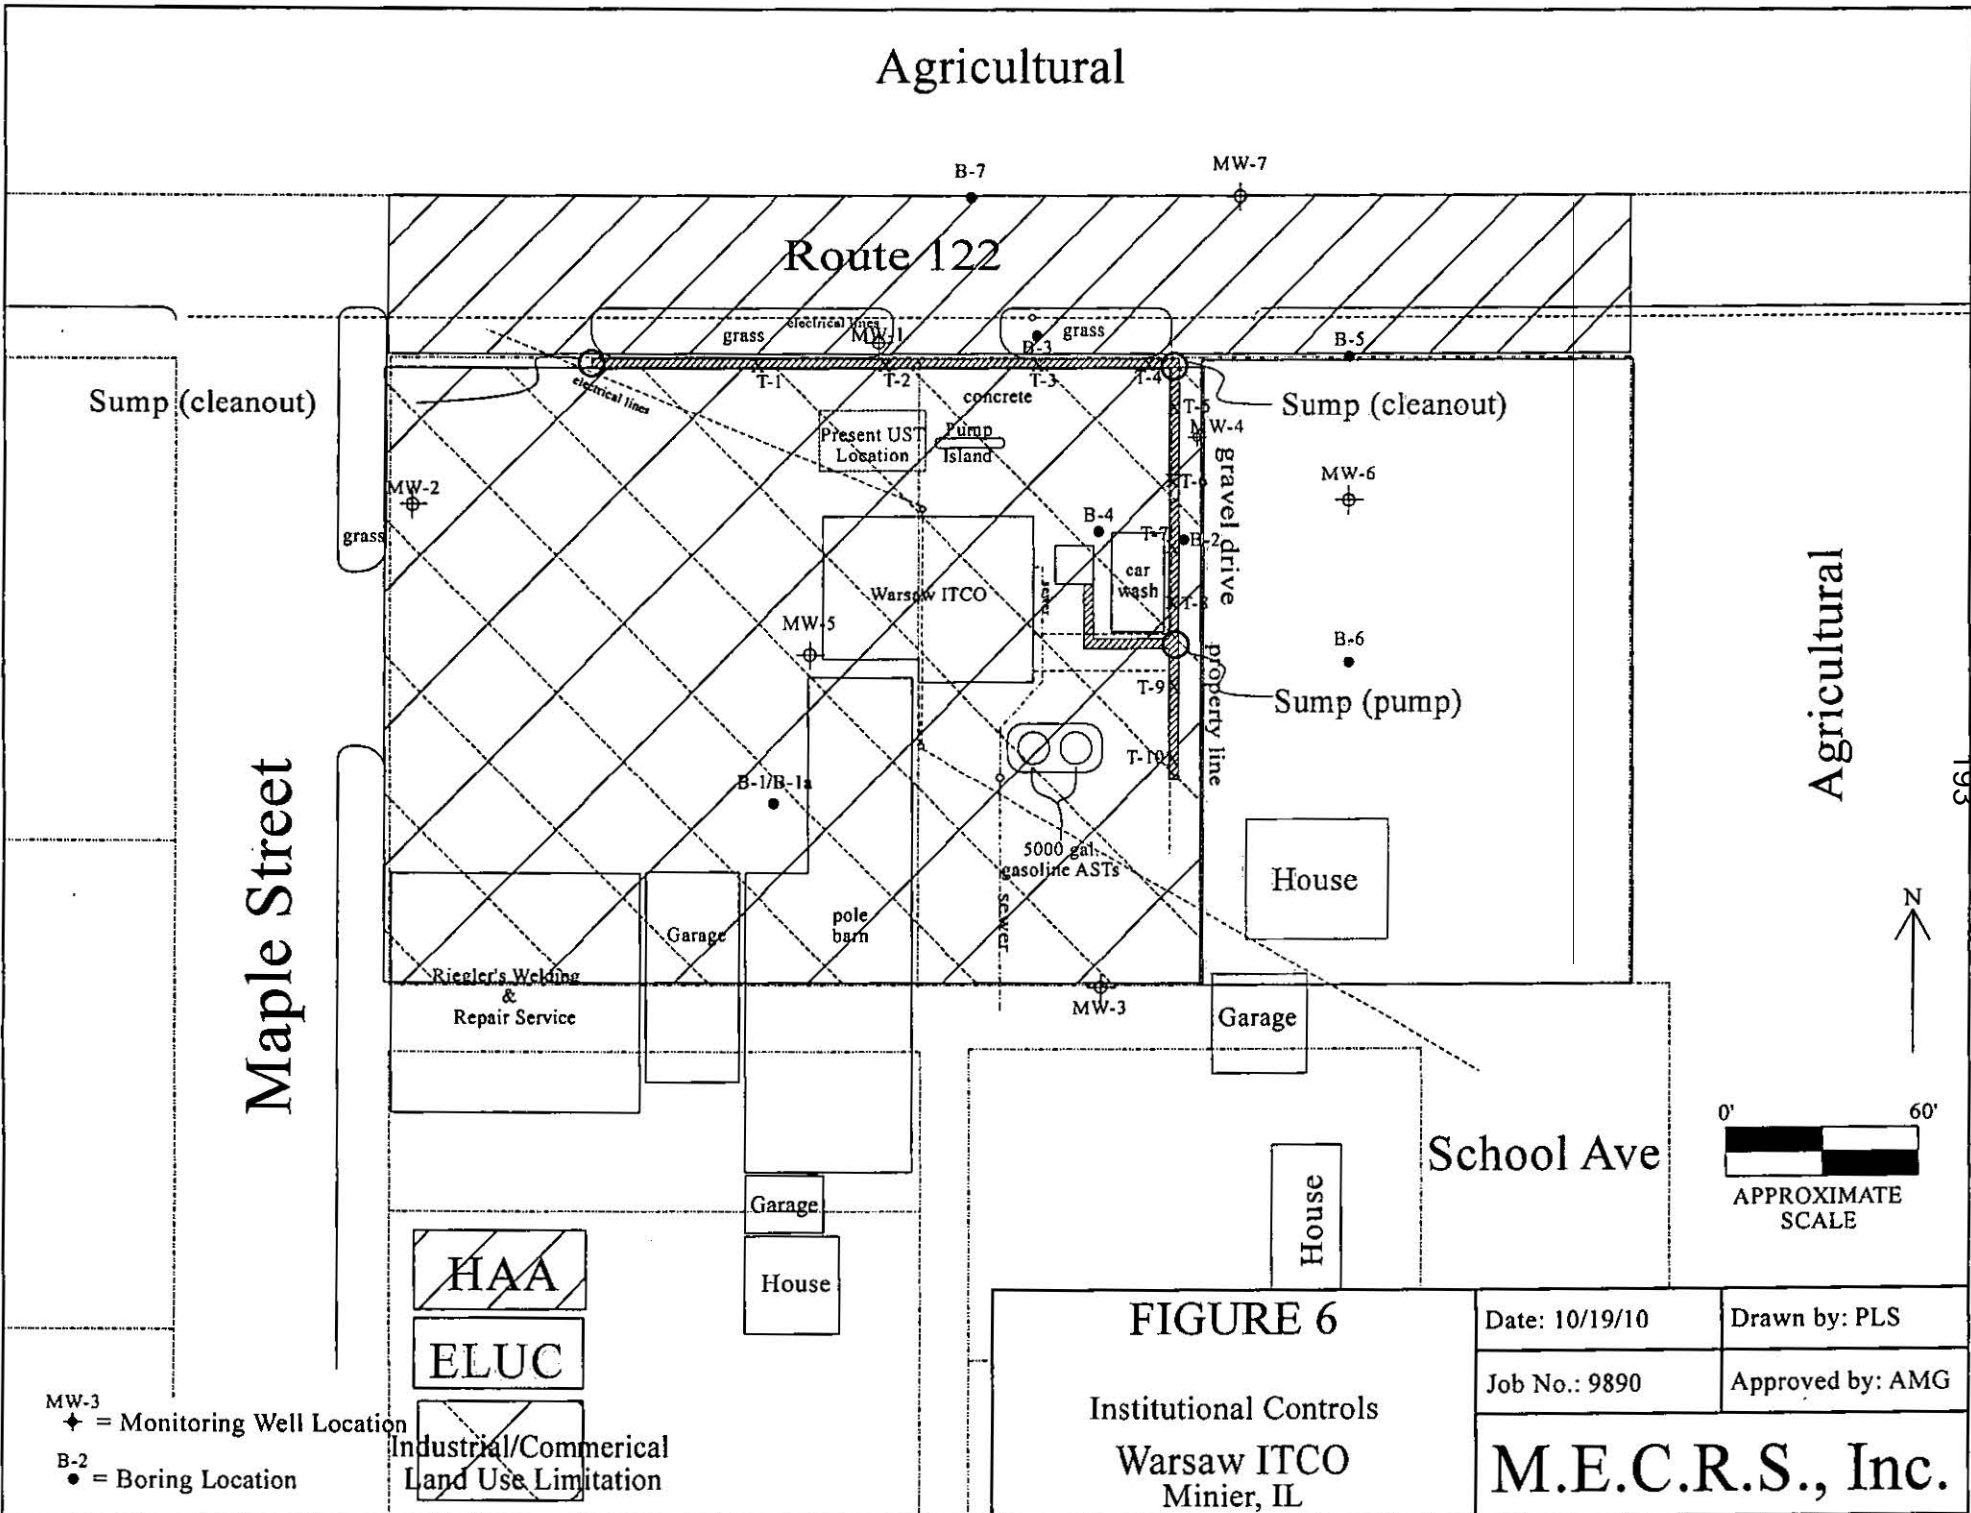 Agricultural
B-7
MW-7
Route 122
grass
electrical lines
MW-1
B-3
grass
B-5
Sump (cleanout)
electrical lines
T-1
T-2
T-3
T-4
concrete
Sump (cleanout)
T-5
MW-4
Present UST
Location
Pump
Island
MW-2
T-6
MW-6
grass
B-4
T-7
B-2
gravel drive
car
wash
Warsaw ITCO
sewer
T-8
MW-5
B-6
property line
T-9
Sump (pump)
T-10
B-1/B-1a
Agricultural
193
Maple Street
5000 gal.
gasoline ASTs
House
sewer
pole
barn
Garage
N
Riegler's Welding
&
Repair Service
MW-3
Garage
0'
60'
APPROXIMATE
SCALE
School Ave
House
Garage
House
HAA
ELUC
Industrial/Commerical
Land Use Limitation
MW-3
= Monitoring Well Location
B-2
= Boring Location
FIGURE 6
Institutional Controls
Warsaw ITCO
Minier, IL
Date: 10/19/10
Drawn by: PLS
Job No.: 9890
Approved by: AMG
M.E.C.R.S., Inc.